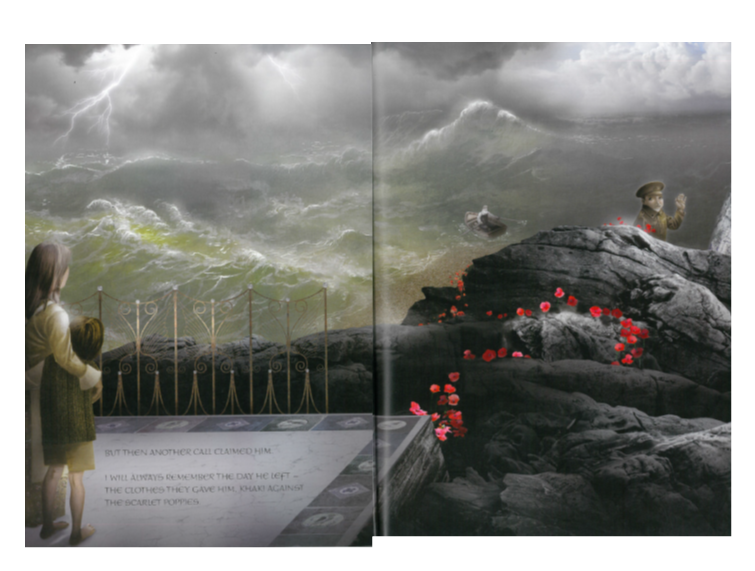 BUT THEN ANOTHER CALL CLAIMED HIM.
I WILL ALWAYS REMEMBER THE DAY HE LEFT –
THE CLOTHES THEY GAVE HIM, KHAKI AGAINST
THE SCARLET POPPIES.